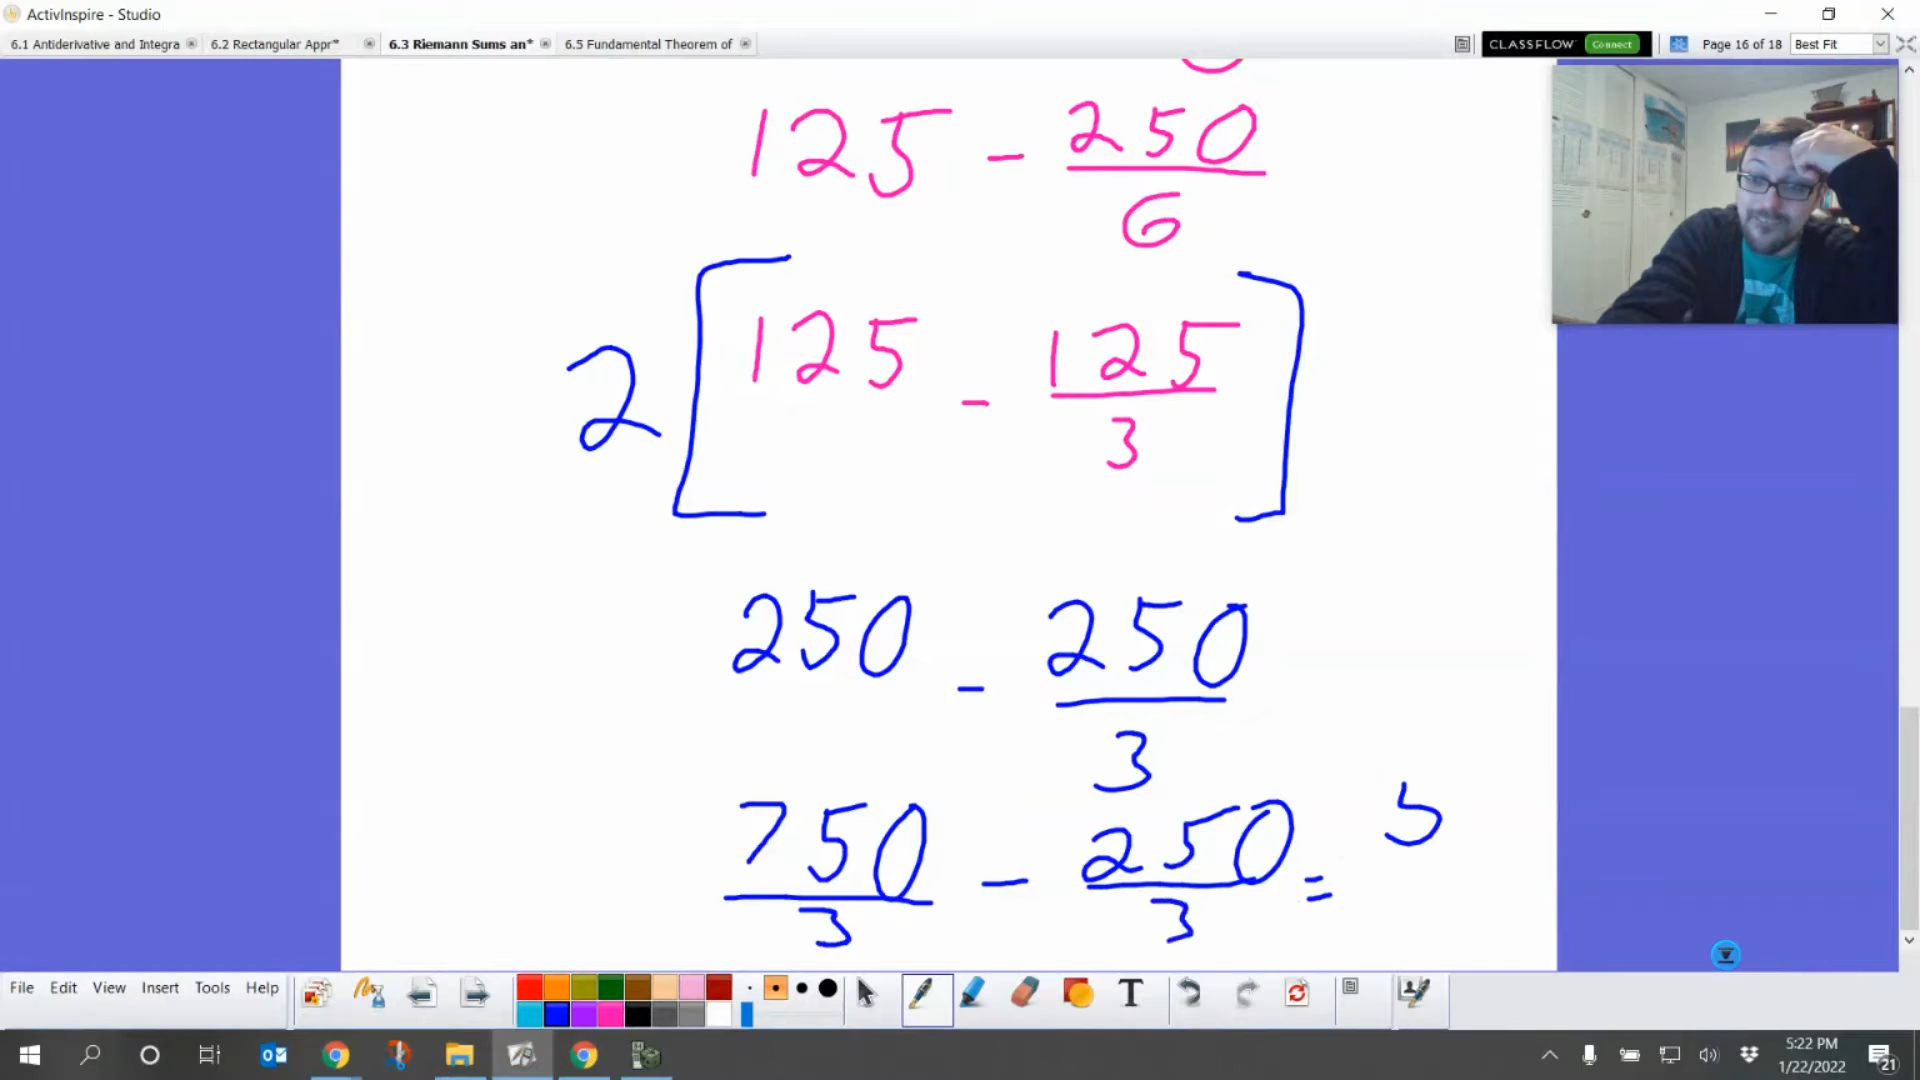 ActivInspire - Studio
6.1 Antiderivative and Integra
6.2 Rectangular Appr*
6.3 Riemann Sums an*
6.5 Fundamental Theorem of
CLASSFLOW Connect
Page 16 of 18
Best Fit
125 - 250/6
2 [125 - 125/3]
250 - 250/3
750/3 - 250/3 = 5
File Edit View Insert Tools Help
T
5:22 PM
1/22/2022
21